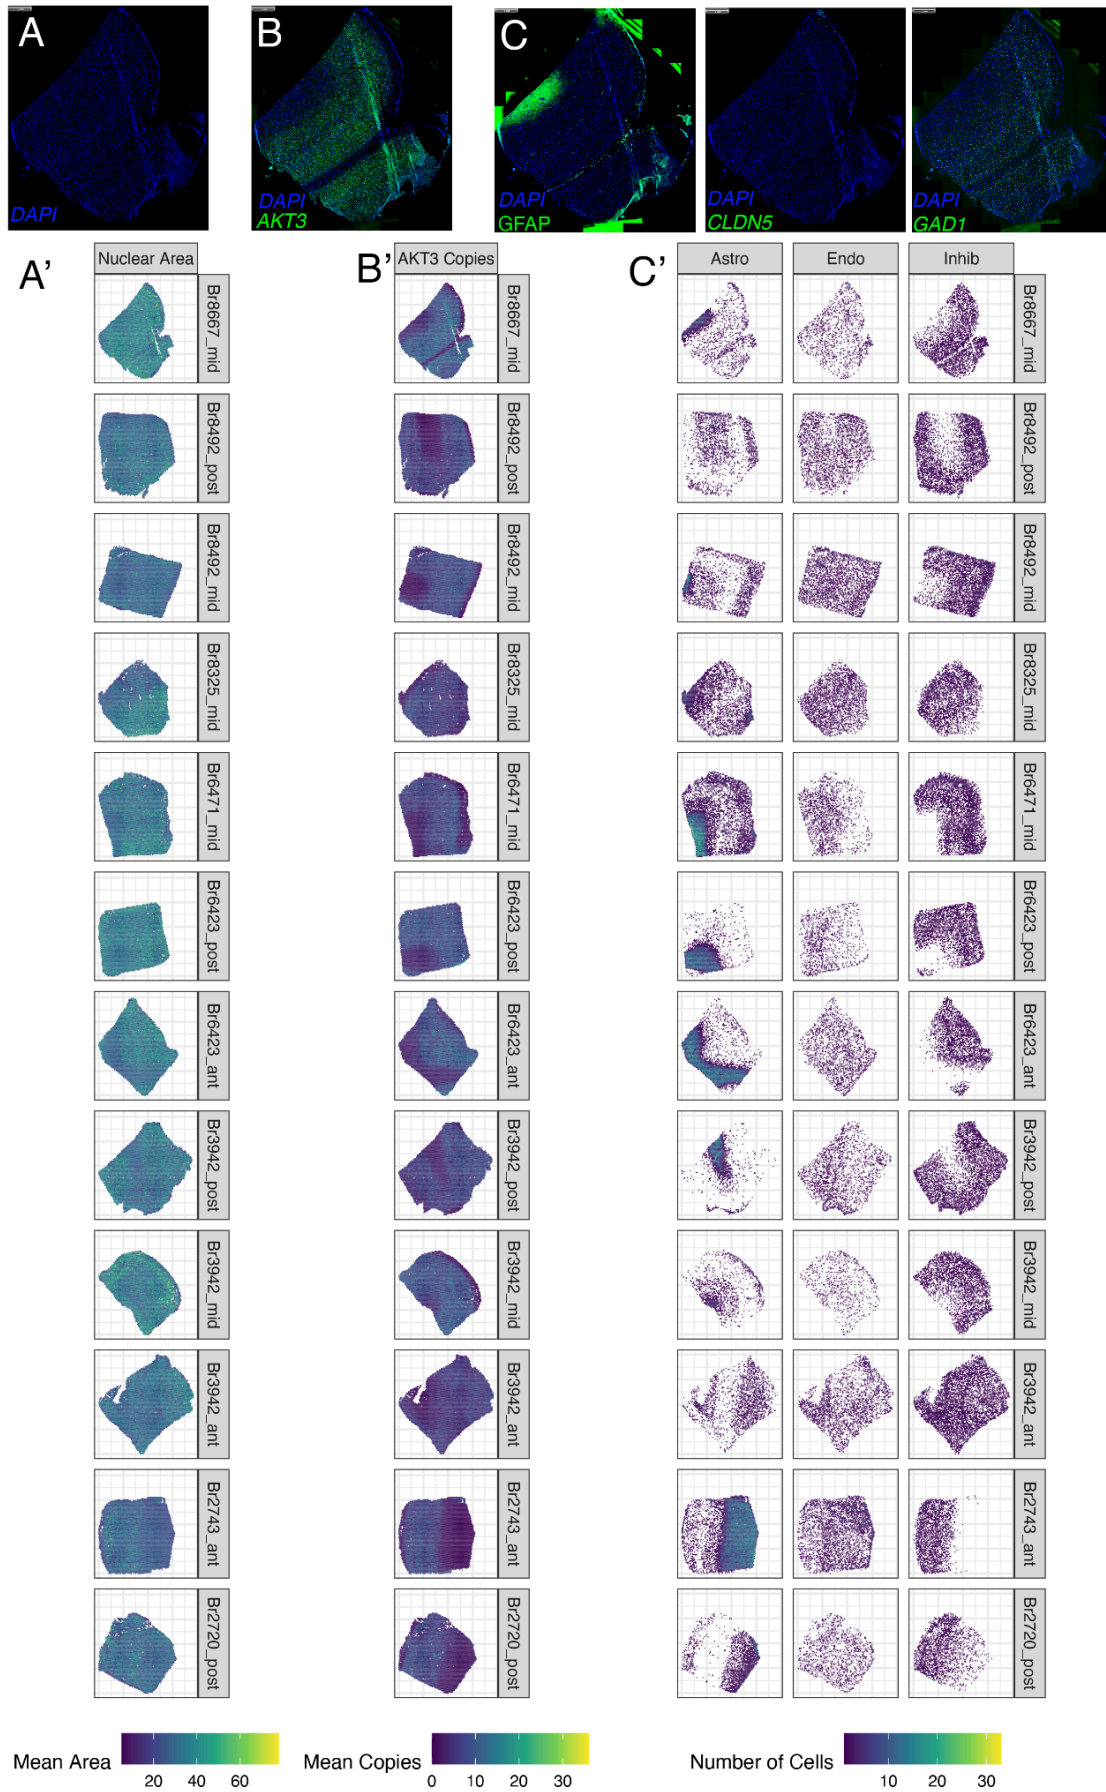 A
DAPI
B
DAPI
AKT3
C
DAPI
GFAP
DAPI
CLDN5
DAPI
GAD1
A'
Nuclear Area
B'
AKT3 Copies
C'
Astro
Endo
Inhib
Br8667_mid
Br8667_mid
Br8667_mid
Br8492_post
Br8492_post
Br8492_post
Br8492_mid
Br8492_mid
Br8492_mid
Br8325_mid
Br8325_mid
Br8325_mid
Br6471_mid
Br6471_mid
Br6471_mid
Br6423_post
Br6423_post
Br6423_post
Br6423_ant
Br6423_ant
Br6423_ant
Br3942_post
Br3942_post
Br3942_post
Br3942_mid
Br3942_mid
Br3942_mid
Br3942_ant
Br3942_ant
Br3942_ant
Br2743_ant
Br2743_ant
Br2743_ant
Br2720_post
Br2720_post
Br2720_post
Mean Area
20 40 60
Mean Copies
0 10 20 30
Number of Cells
10 20 30